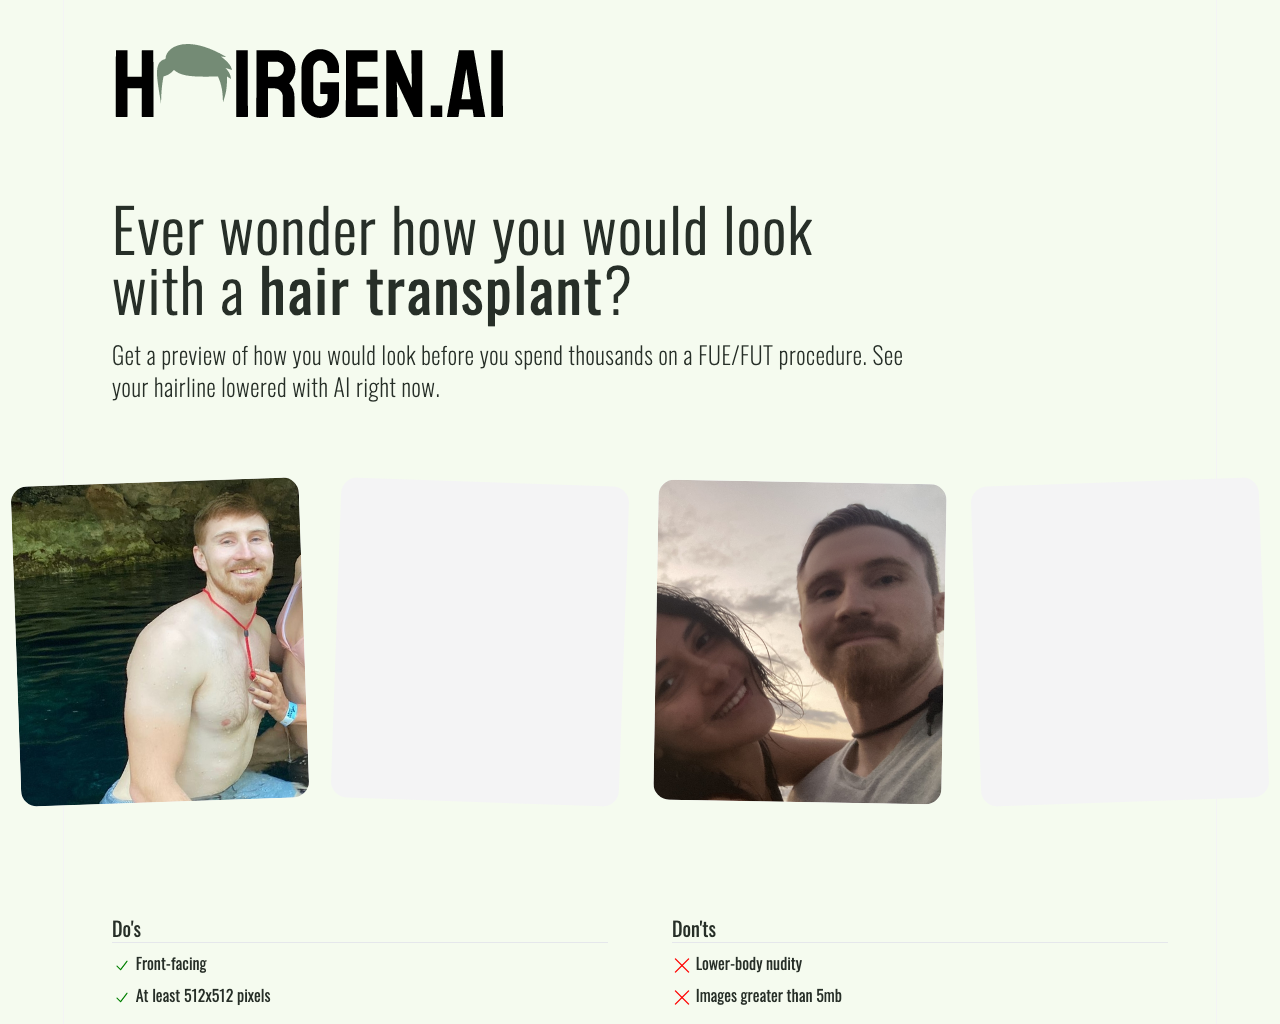 HAIRGEN.AI
Ever wonder how you would look
with a hair transplant?
Get a preview of how you would look before you spend thousands on a FUE/FUT procedure. See
your hairline lowered with AI right now.
Do's
Front-facing
At least 512x512 pixels
Don'ts
Lower-body nudity
Images greater than 5mb